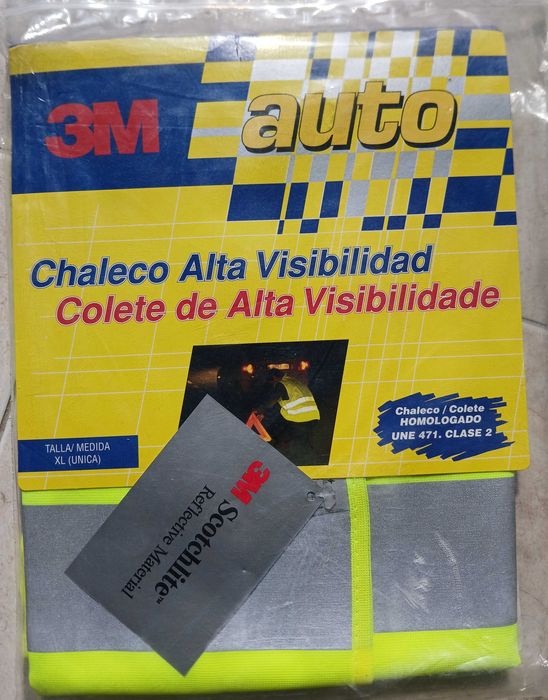 3M
auto
Chaleco Alta Visibilidad
Colete de Alta Visibilidade
Chaleco / Colete
HOMOLOGADO
UNE 471. CLASE 2
TALLA/ MEDIDA
XL (UNICA)
3M Scotchlite™
Reflective Material